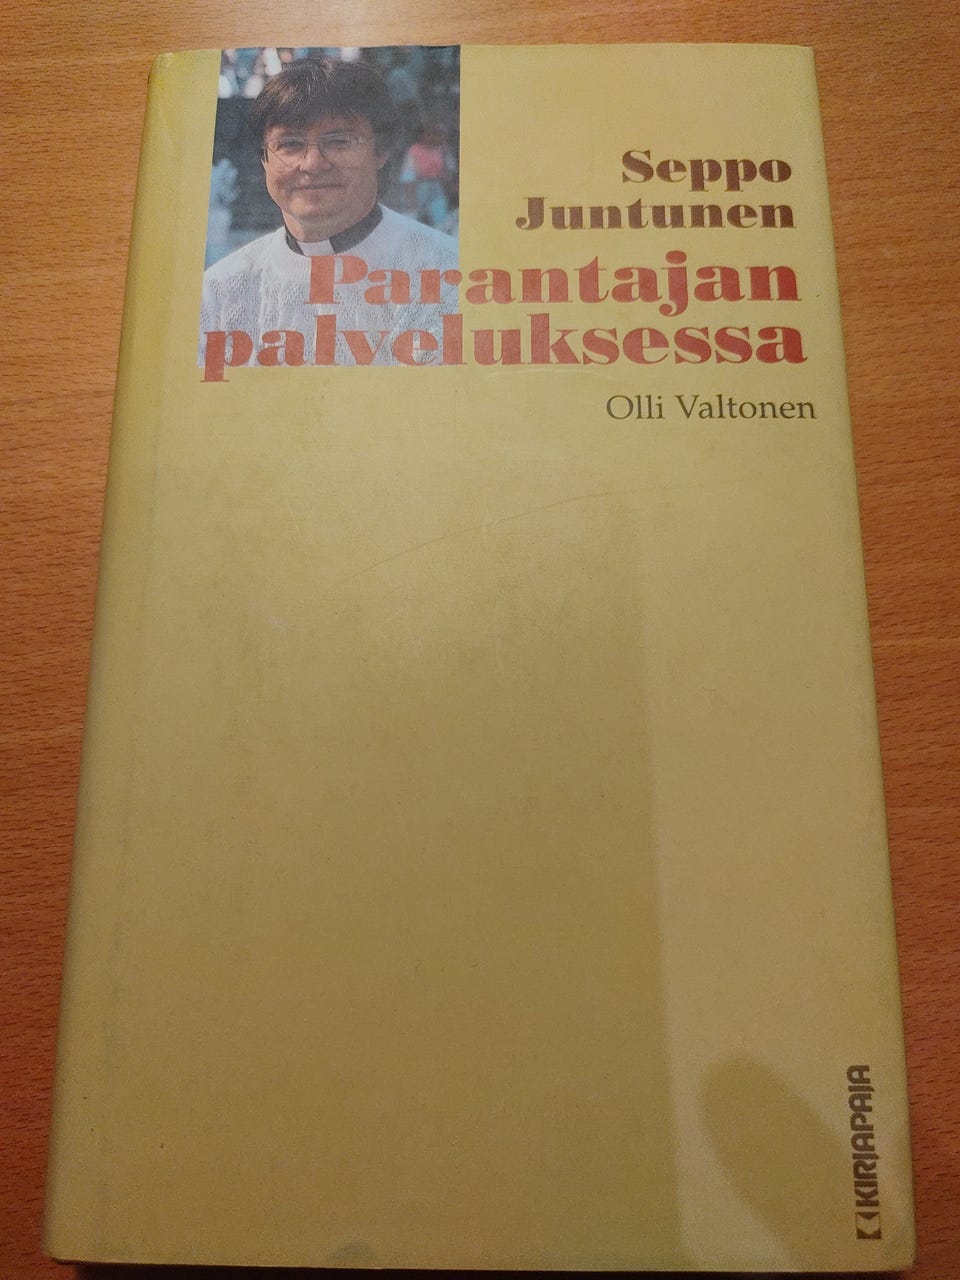 Seppo
Juntunen
Parantajan
palveluksessa
Olli Valtonen
KIRJAPAJA